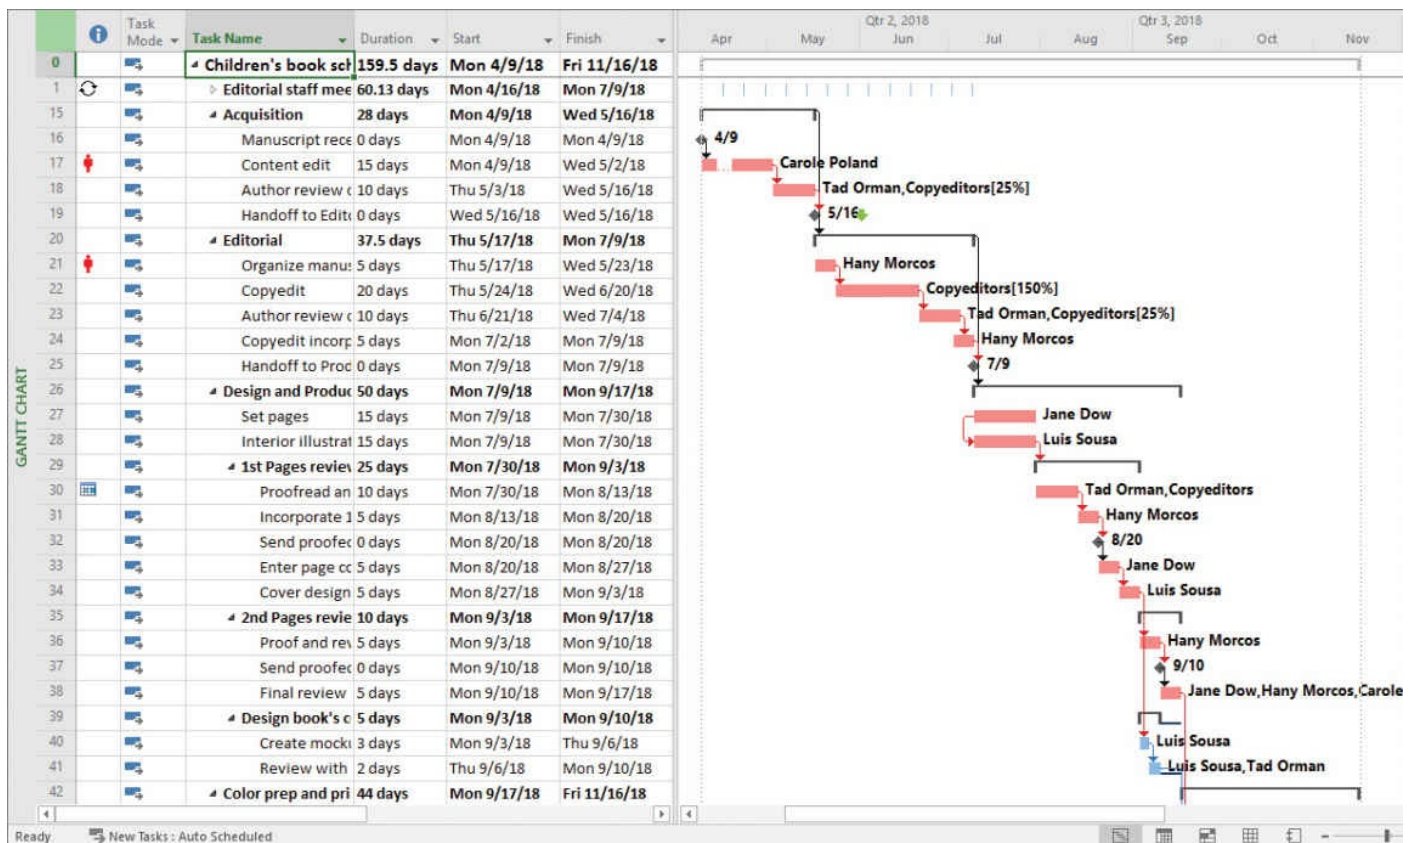 Task Mode Task Name Duration Start Finish
Qtr 2, 2018 Qtr 3, 2018
Apr May Jun Jul Aug Sep Oct Nov
0 Children's book sch 159.5 days Mon 4/9/18 Fri 11/16/18
1 Editorial staff mee 60.13 days Mon 4/16/18 Mon 7/9/18
15 Acquisition 28 days Mon 4/9/18 Wed 5/16/18
16 Manuscript rece 0 days Mon 4/9/18 Mon 4/9/18 4/9
17 Content edit 15 days Mon 4/9/18 Wed 5/2/18 Carole Poland
18 Author review c 10 days Thu 5/3/18 Wed 5/16/18 Tad Orman,Copyeditors[25%]
19 Handoff to Edito 0 days Wed 5/16/18 Wed 5/16/18 5/16
20 Editorial 37.5 days Thu 5/17/18 Mon 7/9/18
21 Organize manus 5 days Thu 5/17/18 Wed 5/23/18 Hany Morcos
22 Copyedit 20 days Thu 5/24/18 Wed 6/20/18 Copyeditors[150%]
23 Author review c 10 days Thu 6/21/18 Wed 7/4/18 Tad Orman,Copyeditors[25%]
24 Copyedit incorp 5 days Mon 7/2/18 Mon 7/9/18 Hany Morcos
25 Handoff to Prod 0 days Mon 7/9/18 Mon 7/9/18 7/9
26 Design and Produc 50 days Mon 7/9/18 Mon 9/17/18
27 Set pages 15 days Mon 7/9/18 Mon 7/30/18 Jane Dow
28 Interior illustrat 15 days Mon 7/9/18 Mon 7/30/18 Luis Sousa
29 1st Pages review 25 days Mon 7/30/18 Mon 9/3/18
30 Proofread an 10 days Mon 7/30/18 Mon 8/13/18 Tad Orman,Copyeditors
31 Incorporate 1 5 days Mon 8/13/18 Mon 8/20/18 Hany Morcos
32 Send proofed 0 days Mon 8/20/18 Mon 8/20/18 8/20
33 Enter page co 5 days Mon 8/20/18 Mon 8/27/18 Jane Dow
34 Cover design 5 days Mon 8/27/18 Mon 9/3/18 Luis Sousa
35 2nd Pages revie 10 days Mon 9/3/18 Mon 9/17/18
36 Proof and rev 5 days Mon 9/3/18 Mon 9/10/18 Hany Morcos
37 Send proofed 0 days Mon 9/10/18 Mon 9/10/18 9/10
38 Final review 5 days Mon 9/10/18 Mon 9/17/18 Jane Dow,Hany Morcos,Carole
39 Design book's c 5 days Mon 9/3/18 Mon 9/10/18
40 Create mocku 3 days Mon 9/3/18 Thu 9/6/18 Luis Sousa
41 Review with 2 days Thu 9/6/18 Mon 9/10/18 Luis Sousa,Tad Orman
42 Color prep and pri 44 days Mon 9/17/18 Fri 11/16/18
GANTT CHART
Ready New Tasks : Auto Scheduled